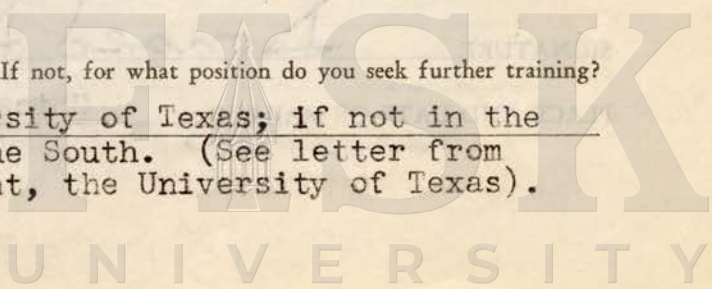 If not, for what position do you seek further training?
sity of Texas; if not in the
e South. (See letter from
t, the University of Texas).
FISK
UNIVERSITY